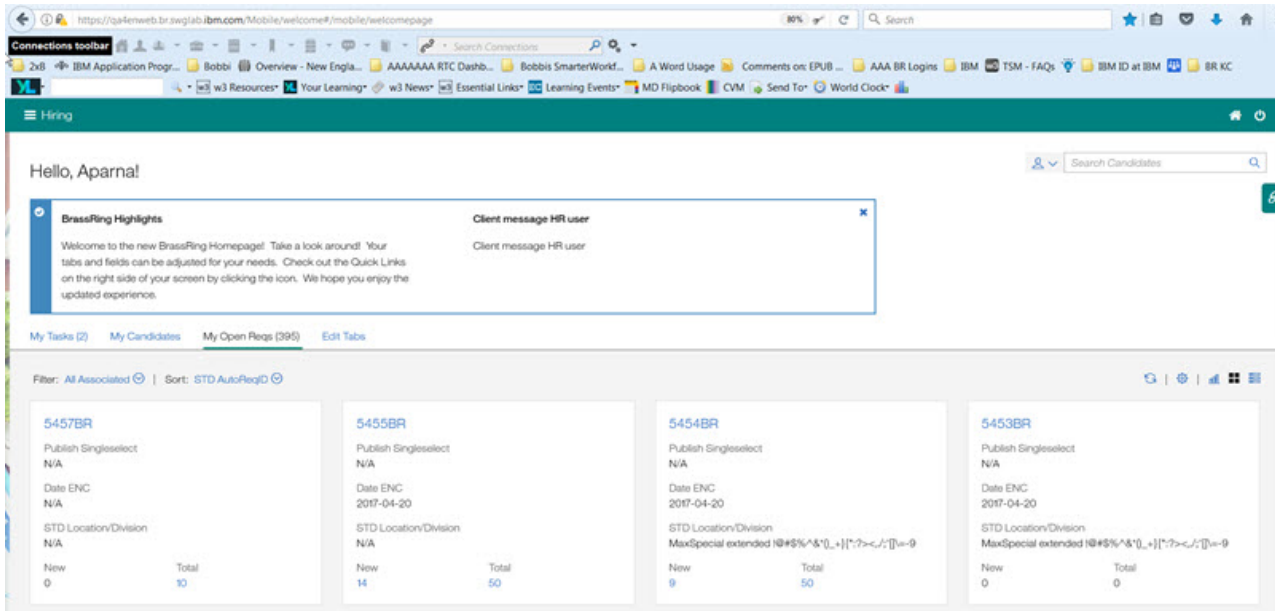 https://qa4enweb.br.swglab.ibm.com/Mobile/welcome#/mobile/welcomepage 80% Search
Connections toolbar Search Connections
2xB IBM Application Progr... Bobbi Overview - New Engla... AAAAAAA RTC Dashb... Bobbis SmarterWorkf... A Word Usage Comments on: EPUB ... AAA BR Logins IBM TSM - FAQs IBM ID at IBM BR KC
YL w3 Resources Your Learning w3 News Essential Links Learning Events MD Flipbook CVM Send To World Clock
Hiring
Hello, Aparna!
Search Candidates
BrassRing Highlights Client message HR user
Welcome to the new BrassRing Homepage! Take a look around! Your Client message HR user
tabs and fields can be adjusted for your needs. Check out the Quick Links
on the right side of your screen by clicking the icon. We hope you enjoy the
updated experience.
My Tasks (2) My Candidates My Open Reqs (395) Edit Tabs
Filter: All Associated | Sort: STD AutoReqID
5457BR 5455BR 5454BR 5453BR
Publish Singleselect Publish Singleselect Publish Singleselect Publish Singleselect
N/A N/A N/A N/A
Date ENC Date ENC Date ENC Date ENC
N/A 2017-04-20 2017-04-20 2017-04-20
STD Location/Division STD Location/Division STD Location/Division STD Location/Division
N/A N/A MaxSpecial extended MaxSpecial extended
New Total New Total New Total New Total
0 10 14 50 9 50 0 0